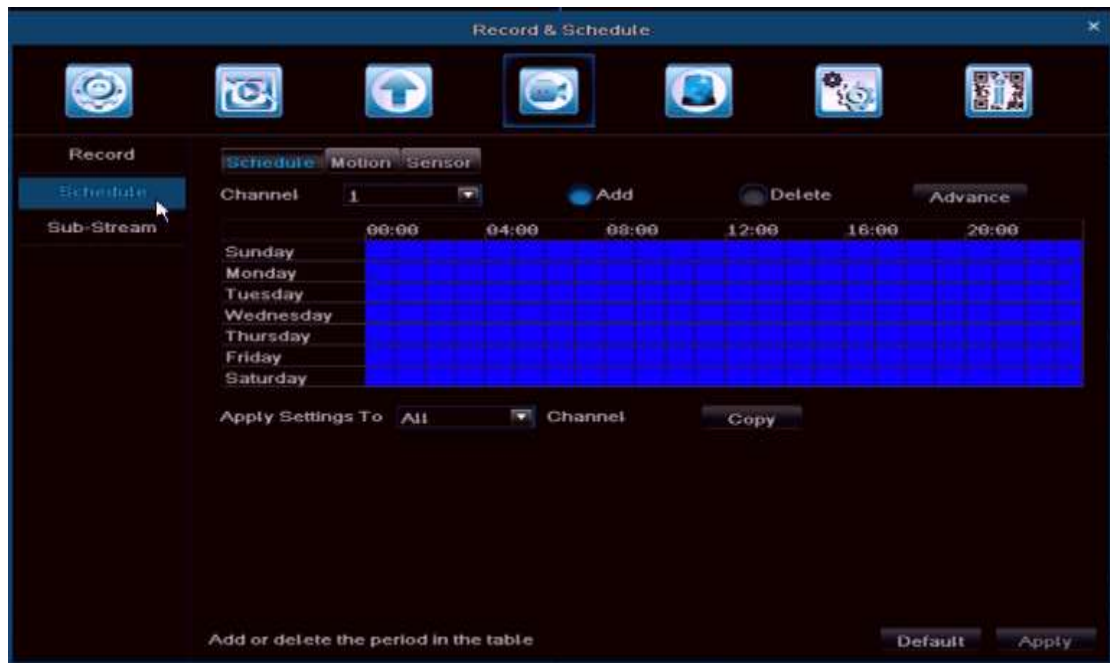 Record & Schedule ×
Record
Schedule
Sub-Stream
Schedule Motion Sensor
Channel 1 Add Delete Advance
00:00 04:00 08:00 12:00 16:00 20:00
Sunday
Monday
Tuesday
Wednesday
Thursday
Friday
Saturday
Apply Settings To All Channel Copy
Add or delete the period in the table
Default Apply